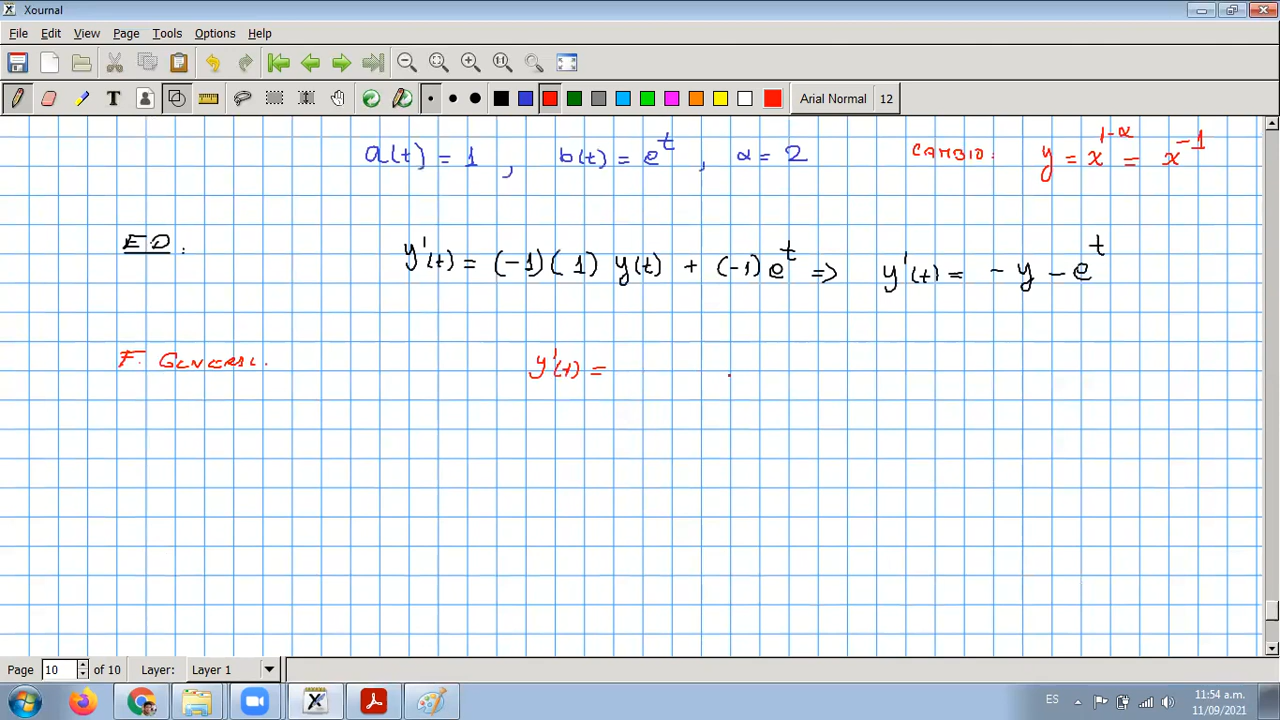 Xournal
File Edit View Page Tools Options Help
Arial Normal 12
a(t) = 1 , b(t) = e^t , α = 2 CAMBIO: y = x^{1-α} = x^{-1}
E D : y'(t) = (-1)(1) y(t) + (-1) e^t ⇒ y'(t) = - y - e^t
F. GENERAL. y'(t) =
Page 10 of 10 Layer: Layer 1
ES 11:54 a.m.
11/09/2021